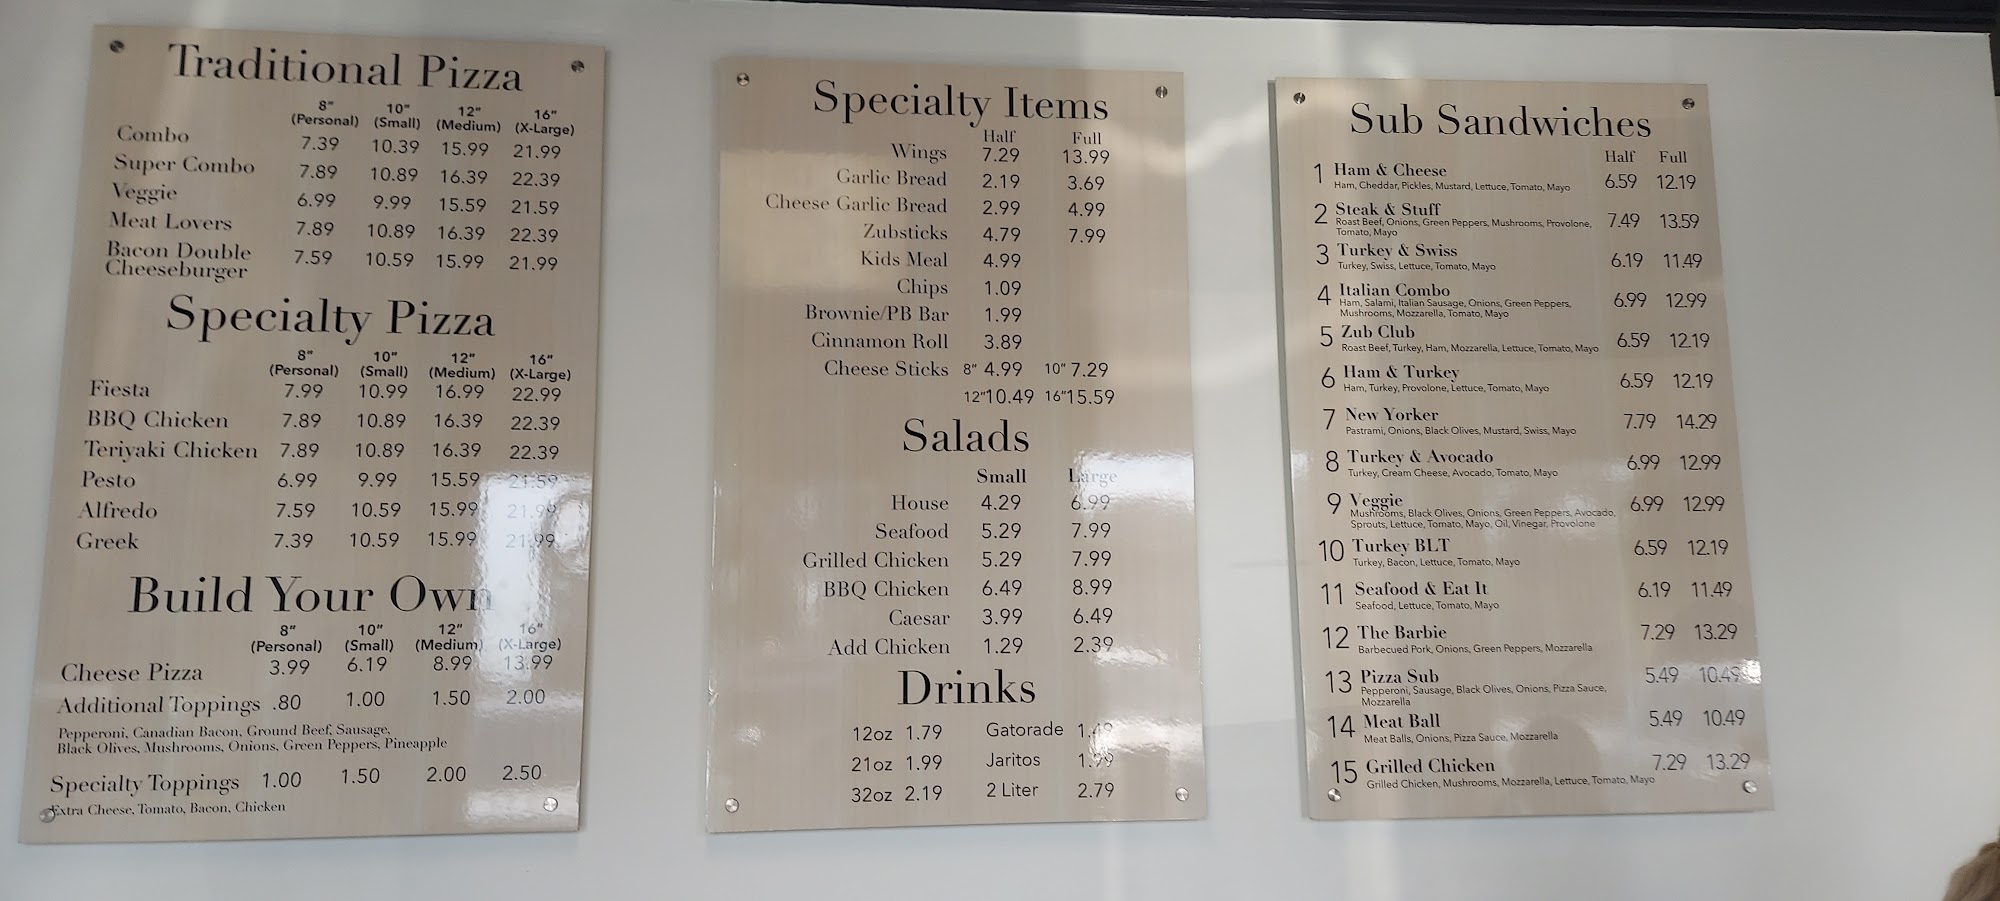 Traditional Pizza
8" 10" 12" 16"
(Personal) (Small) (Medium) (X-Large)
Combo 7.39 10.39 15.99 21.99
Super Combo 7.89 10.89 16.39 22.39
Veggie 6.99 9.99 15.59 21.59
Meat Lovers 7.89 10.89 16.39 22.39
Bacon Double
Cheeseburger 7.59 10.59 15.99 21.99
Specialty Pizza
8" 10" 12" 16"
(Personal) (Small) (Medium) (X-Large)
Fiesta 7.99 10.99 16.99 22.99
BBQ Chicken 7.89 10.89 16.39 22.39
Teriyaki Chicken 7.89 10.89 16.39 22.39
Pesto 6.99 9.99 15.59 21.59
Alfredo 7.59 10.59 15.99 21.99
Greek 7.39 10.59 15.99 21.99
Build Your Own
8" 10" 12" 16"
(Personal) (Small) (Medium) (X-Large)
Cheese Pizza 3.99 6.19 8.99 13.99
Additional Toppings .80 1.00 1.50 2.00
Pepperoni, Canadian Bacon, Ground Beef, Sausage,
Black Olives, Mushrooms, Onions, Green Peppers, Pineapple
Specialty Toppings 1.00 1.50 2.00 2.50
Extra Cheese, Tomato, Bacon, Chicken
Specialty Items
Half Full
Wings 7.29 13.99
Garlic Bread 2.19 3.69
Cheese Garlic Bread 2.99 4.99
Zubsticks 4.79 7.99
Kids Meal 4.99
Chips 1.09
Brownie/PB Bar 1.99
Cinnamon Roll 3.89
Cheese Sticks 8" 4.99 10" 7.29
12"10.49 16"15.59
Salads
Small Large
House 4.29 6.99
Seafood 5.29 7.99
Grilled Chicken 5.29 7.99
BBQ Chicken 6.49 8.99
Caesar 3.99 6.49
Add Chicken 1.29 2.39
Drinks
12oz 1.79 Gatorade
21oz 1.99 Jaritos 1.99
32oz 2.19 2 Liter 2.79
Sub Sandwiches
Half Full
1 Ham & Cheese 6.59 12.19
Ham, Cheddar, Pickles, Mustard, Lettuce, Tomato, Mayo
2 Steak & Stuff 7.49 13.59
Roast Beef, Onions, Green Peppers, Mushrooms, Provolone,
Tomato, Mayo
3 Turkey & Swiss 6.19 11.49
Turkey, Swiss, Lettuce, Tomato, Mayo
4 Italian Combo 6.99 12.99
Ham, Salami, Italian Sausage, Onions, Green Peppers,
Mushrooms, Mozzarella, Tomato, Mayo
5 Zub Club 6.59 12.19
Roast Beef, Turkey, Ham, Mozzarella, Lettuce, Tomato, Mayo
6 Ham & Turkey 6.59 12.19
Ham, Turkey, Provolone, Lettuce, Tomato, Mayo
7 New Yorker 7.79 14.29
Pastrami, Onions, Black Olives, Mustard, Swiss, Mayo
8 Turkey & Avocado 6.99 12.99
Turkey, Cream Cheese, Avocado, Tomato, Mayo
9 Veggie 6.99 12.99
Mushrooms, Black Olives, Onions, Green Peppers, Avocado,
Sprouts, Lettuce, Tomato, Mayo, Oil, Vinegar, Provolone
10 Turkey BLT 6.59 12.19
Turkey, Bacon, Lettuce, Tomato, Mayo
11 Seafood & Eat It 6.19 11.49
Seafood, Lettuce, Tomato, Mayo
12 The Barbie 7.29 13.29
Barbecued Pork, Onions, Green Peppers, Mozzarella
13 Pizza Sub 5.49 10.49
Pepperoni, Sausage, Black Olives, Onions, Pizza Sauce,
Mozzarella
14 Meat Ball 5.49 10.49
Meat Balls, Onions, Pizza Sauce, Mozzarella
15 Grilled Chicken 7.29 13.29
Grilled Chicken, Mushrooms, Mozzarella, Lettuce, Tomato, Mayo